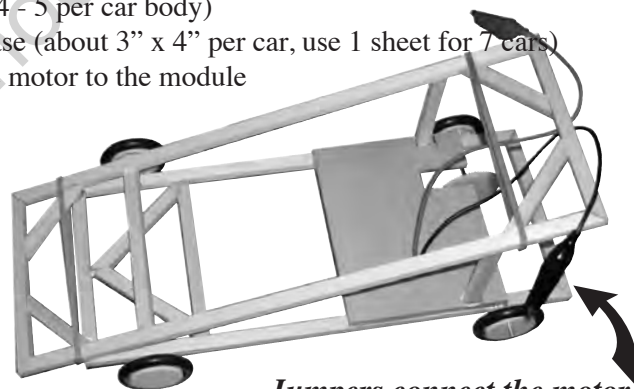 4 - 5 per car body)
se (about 3” x 4” per car, use 1 sheet for 7 cars)
motor to the module
Jumpers connect the motor